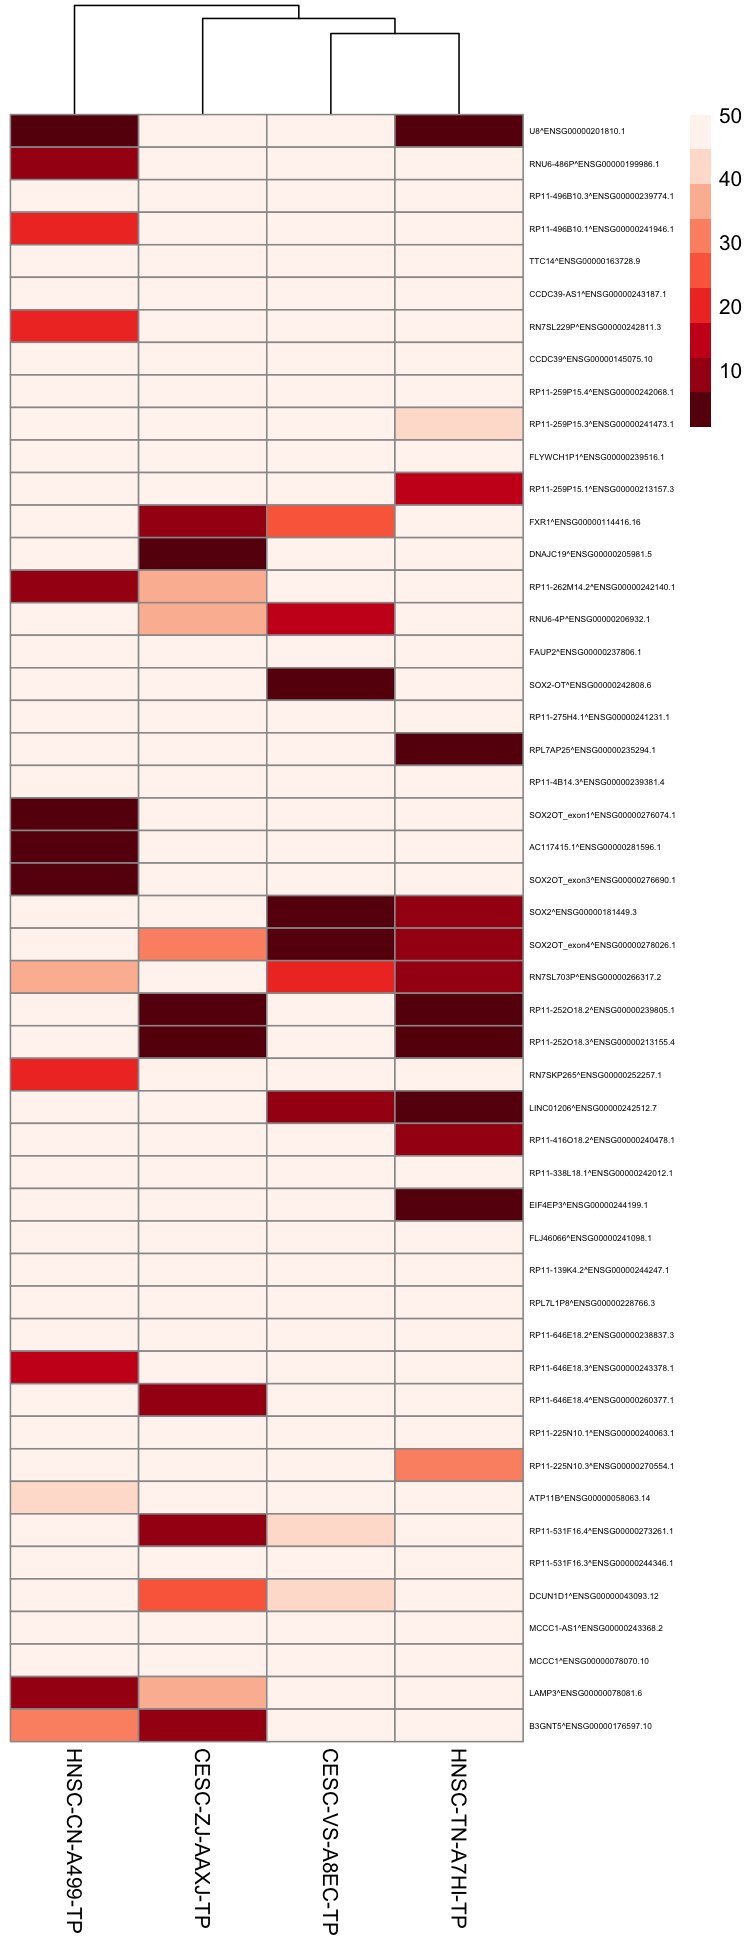 50
40
30
20
10
U8^ENSG00000201810.1
RNU6-486P^ENSG00000199986.1
RP11-496B10.3^ENSG00000239774.1
RP11-496B10.1^ENSG00000241946.1
TTC14^ENSG00000163728.9
CCDC39-AS1^ENSG00000243187.1
RN7SL229P^ENSG00000242811.3
CCDC39^ENSG00000145075.10
RP11-259P15.4^ENSG00000242068.1
RP11-259P15.3^ENSG00000241473.1
FLYWCH1P1^ENSG00000239516.1
RP11-259P15.1^ENSG00000213157.3
FXR1^ENSG00000114416.16
DNAJC19^ENSG00000205981.5
RP11-262M14.2^ENSG00000242140.1
RNU6-4P^ENSG00000206932.1
FAUP2^ENSG00000237806.1
SOX2-OT^ENSG00000242808.6
RP11-275H4.1^ENSG00000241231.1
RPL7AP25^ENSG00000235294.1
RP11-4B14.3^ENSG00000239381.4
SOX2OT_exon1^ENSG00000276074.1
AC117415.1^ENSG00000281596.1
SOX2OT_exon3^ENSG00000276690.1
SOX2^ENSG00000181449.3
SOX2OT_exon4^ENSG00000278026.1
RN7SL703P^ENSG00000266317.2
RP11-252O18.2^ENSG00000239805.1
RP11-252O18.3^ENSG00000213155.4
RN7SKP265^ENSG00000252257.1
LINC01206^ENSG00000242512.7
RP11-416O18.2^ENSG00000240478.1
RP11-338L18.1^ENSG00000242012.1
EIF4EP3^ENSG00000244199.1
FLJ46066^ENSG00000241098.1
RP11-139K4.2^ENSG00000244247.1
RPL7L1P8^ENSG00000228766.3
RP11-646E18.2^ENSG00000238837.3
RP11-646E18.3^ENSG00000243378.1
RP11-646E18.4^ENSG00000260377.1
RP11-225N10.1^ENSG00000240063.1
RP11-225N10.3^ENSG00000270554.1
ATP11B^ENSG00000058063.14
RP11-531F16.4^ENSG00000273261.1
RP11-531F16.3^ENSG00000244346.1
DCUN1D1^ENSG00000043093.12
MCCC1-AS1^ENSG00000243368.2
MCCC1^ENSG00000078070.10
LAMP3^ENSG00000078081.6
B3GNT5^ENSG00000176597.10
HNSC-CN-A499-TP
CESC-ZJ-AAXJ-TP
CESC-VS-A8EC-TP
HNSC-TN-A7HI-TP